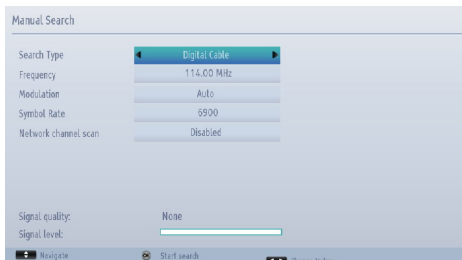 Manual Search
Search Type Digital Cable
Frequency 114.00 MHz
Modulation Auto
Symbol Rate 6900
Network channel scan Disabled
Signal quality: None
Signal level:
Navigate OK Start search